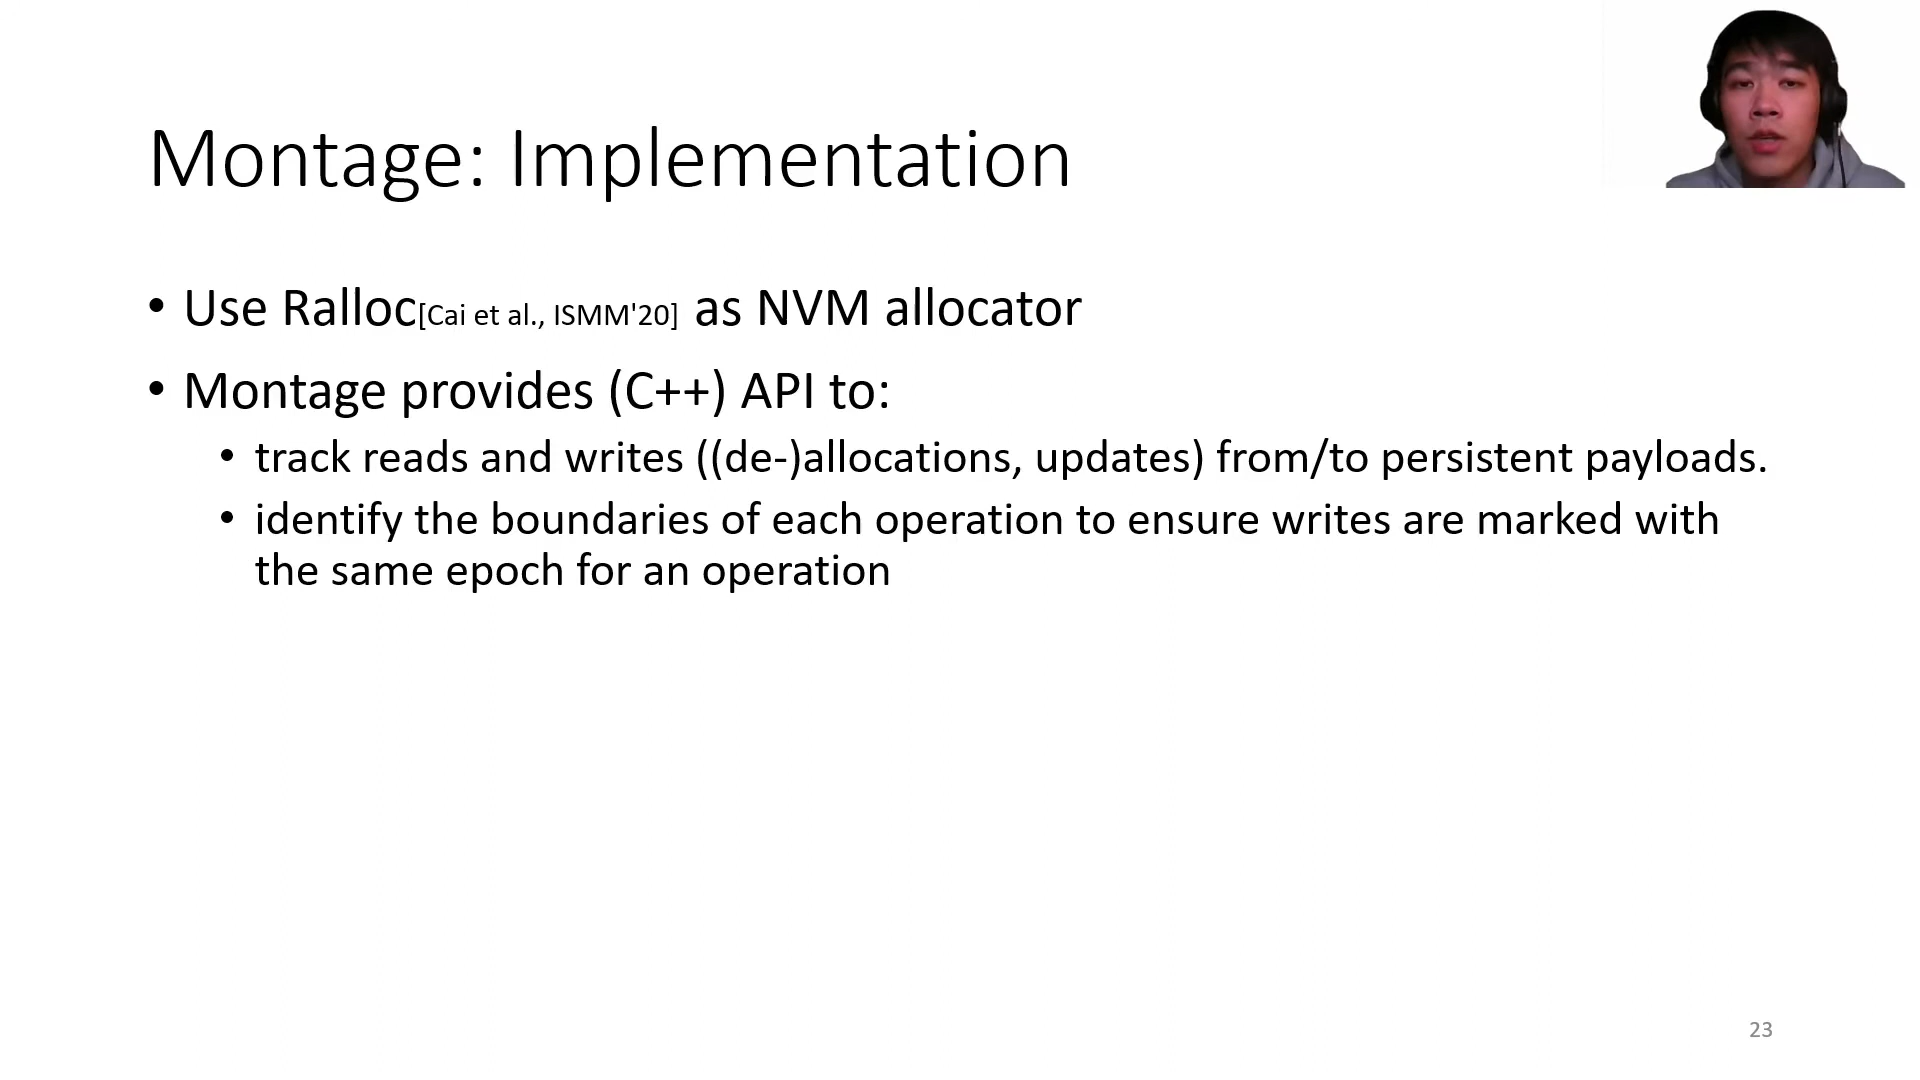 Montage: Implementation
• Use Ralloc[Cai et al., ISMM'20] as NVM allocator
• Montage provides (C++) API to:
• track reads and writes ((de-)allocations, updates) from/to persistent payloads.
• identify the boundaries of each operation to ensure writes are marked with
the same epoch for an operation
23